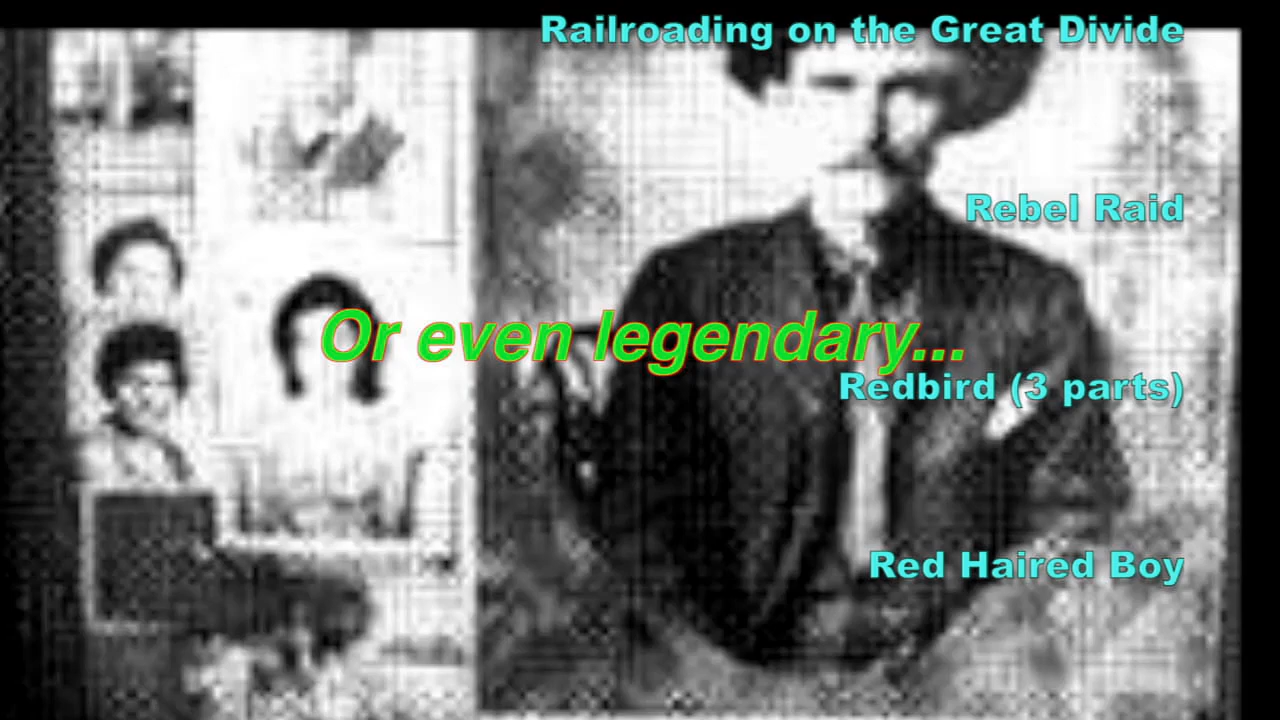 Railroading on the Great Divide
Rebel Raid
Or even legendary...
Redbird (3 parts)
Red Haired Boy